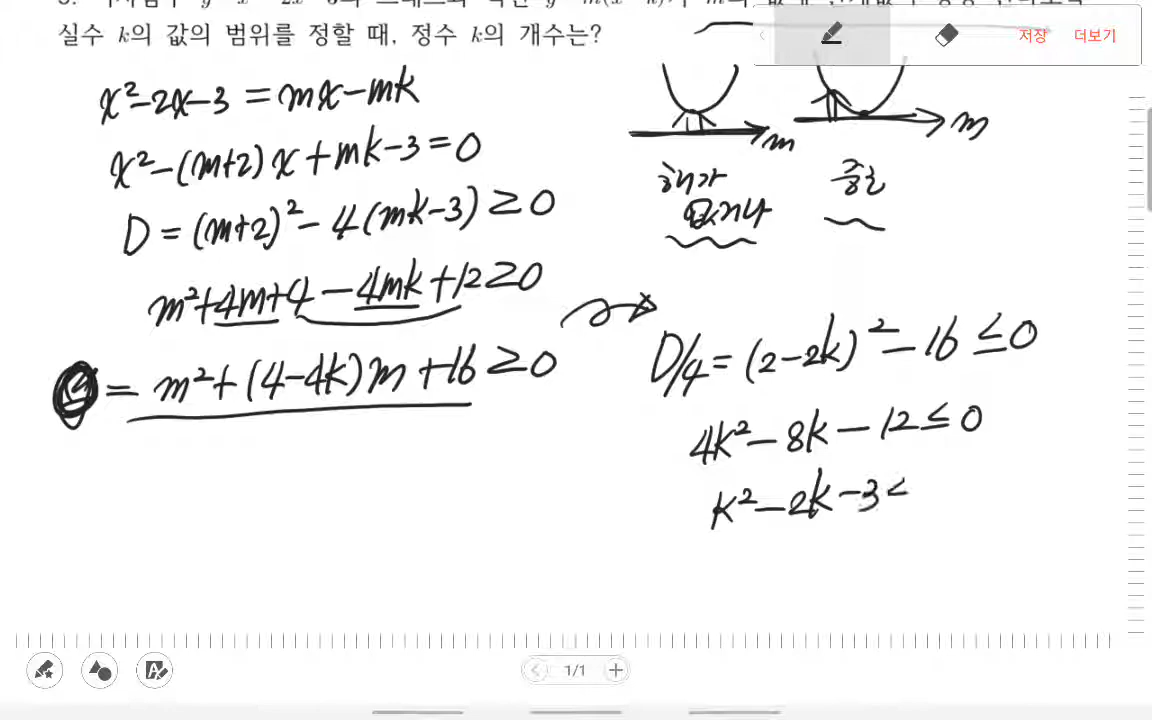 실수 k의 값의 범위를 정할 때, 정수 k의 개수는?
저장 더보기
x²-2x-3 = mx-mk
x²-(m+2)x+mk-3=0
D = (m+2)²-4(mk-3)≥0
m²+4m+4-4mk+12≥0
= m²+(4-4k)m+16≥0
m
m
해가
없거나
중근
D/4=(2-2k)²-16≤0
4k²-8k-12≤0
k²-2k-3<
1/1